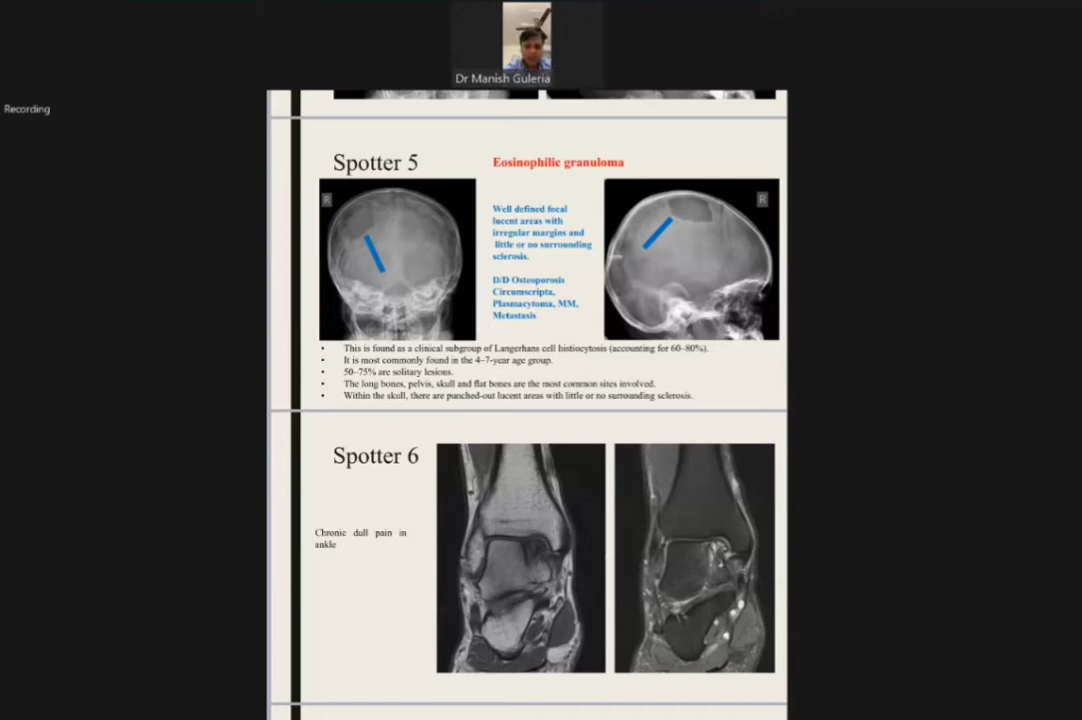 Dr Manish Guleria
Recording
Spotter 5
Eosinophilic granuloma
R
R
Well defined focal
lucent areas with
irregular margins and
little or no surrounding
sclerosis.
D/D Osteoporosis
Circumscripta,
Plasmacytoma, MM,
Metastasis
• This is found as a clinical subgroup of Langerhans cell histiocytosis (accounting for 60–80%).
• It is most commonly found in the 4–7-year age group.
• 50–75% are solitary lesions.
• The long bones, pelvis, skull and flat bones are the most common sites involved.
• Within the skull, there are punched-out lucent areas with little or no surrounding sclerosis.
Spotter 6
Chronic dull pain in
ankle